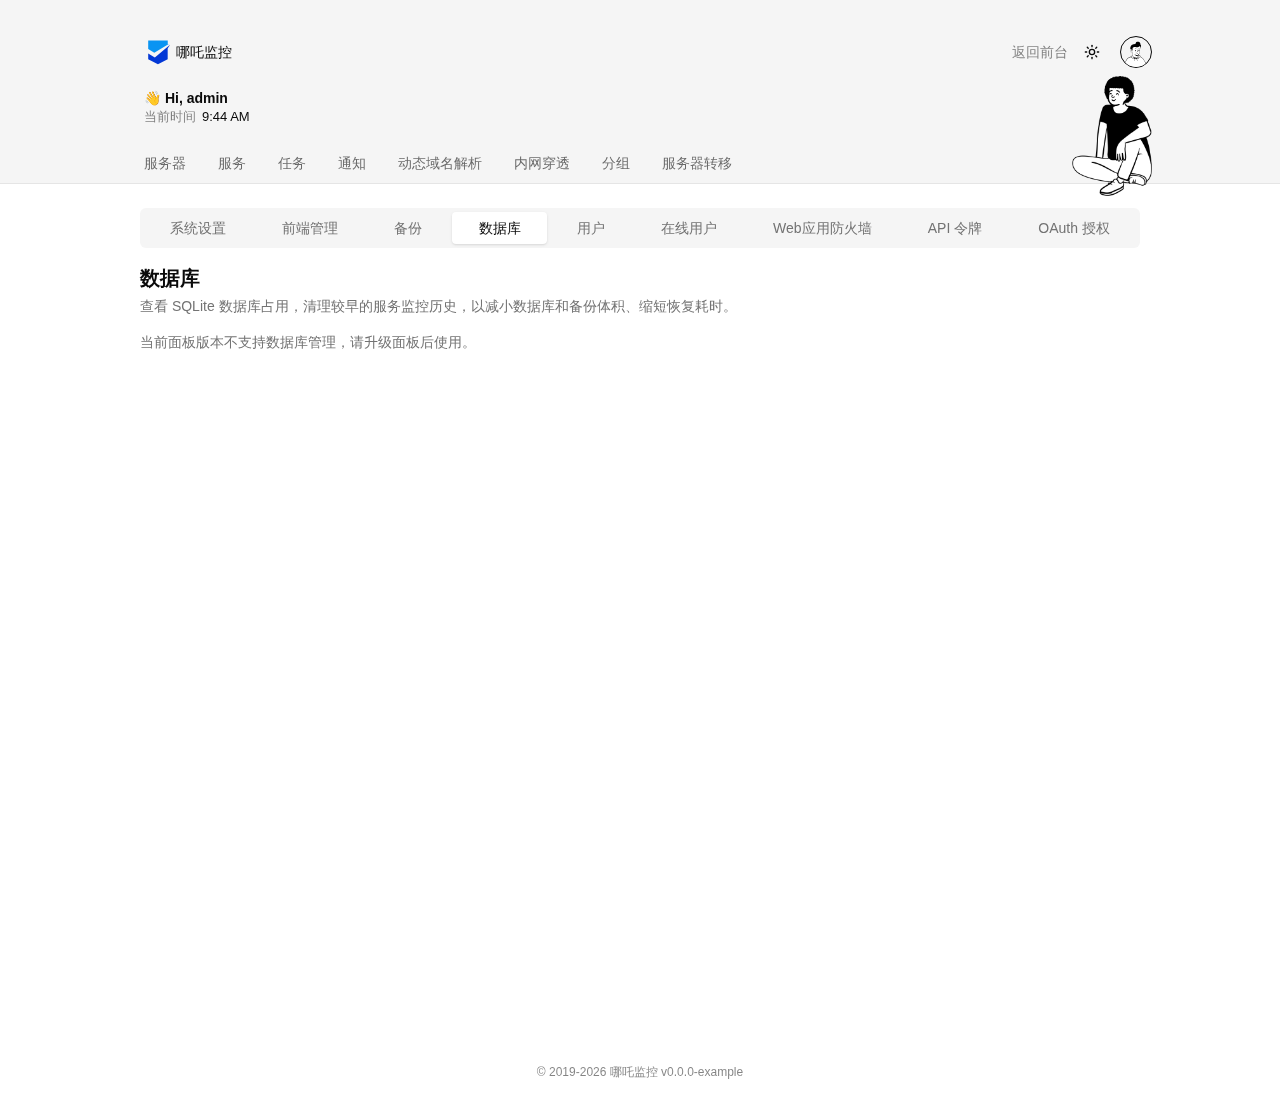 哪吒监控
返回前台
👋 Hi, admin
当前时间 9:44 AM
服务器 服务 任务 通知 动态域名解析 内网穿透 分组 服务器转移
系统设置 前端管理 备份 数据库 用户 在线用户 Web应用防火墙 API 令牌 OAuth 授权
数据库
查看 SQLite 数据库占用，清理较早的服务监控历史，以减小数据库和备份体积、缩短恢复耗时。
当前面板版本不支持数据库管理，请升级面板后使用。
© 2019-2026 哪吒监控 v0.0.0-example